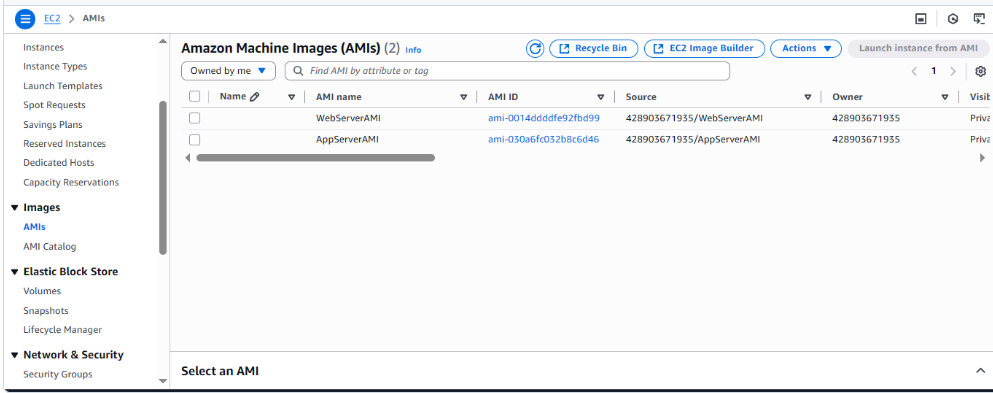 EC2 > AMIs
Instances
Instance Types
Launch Templates
Spot Requests
Savings Plans
Reserved Instances
Dedicated Hosts
Capacity Reservations
Images
AMIs
AMI Catalog
Elastic Block Store
Volumes
Snapshots
Lifecycle Manager
Network & Security
Security Groups
Amazon Machine Images (AMIs) (2) Info
Recycle Bin
EC2 Image Builder
Actions
Launch instance from AMI
Owned by me
Find AMI by attribute or tag
1
Name AMI name AMI ID Source Owner Visib
WebServerAMI ami-0014ddddfe92fbd99 428903671935/WebServerAMI 428903671935 Priva
AppServerAMI ami-030a6fc032b8c6d46 428903671935/AppServerAMI 428903671935 Priva
Select an AMI